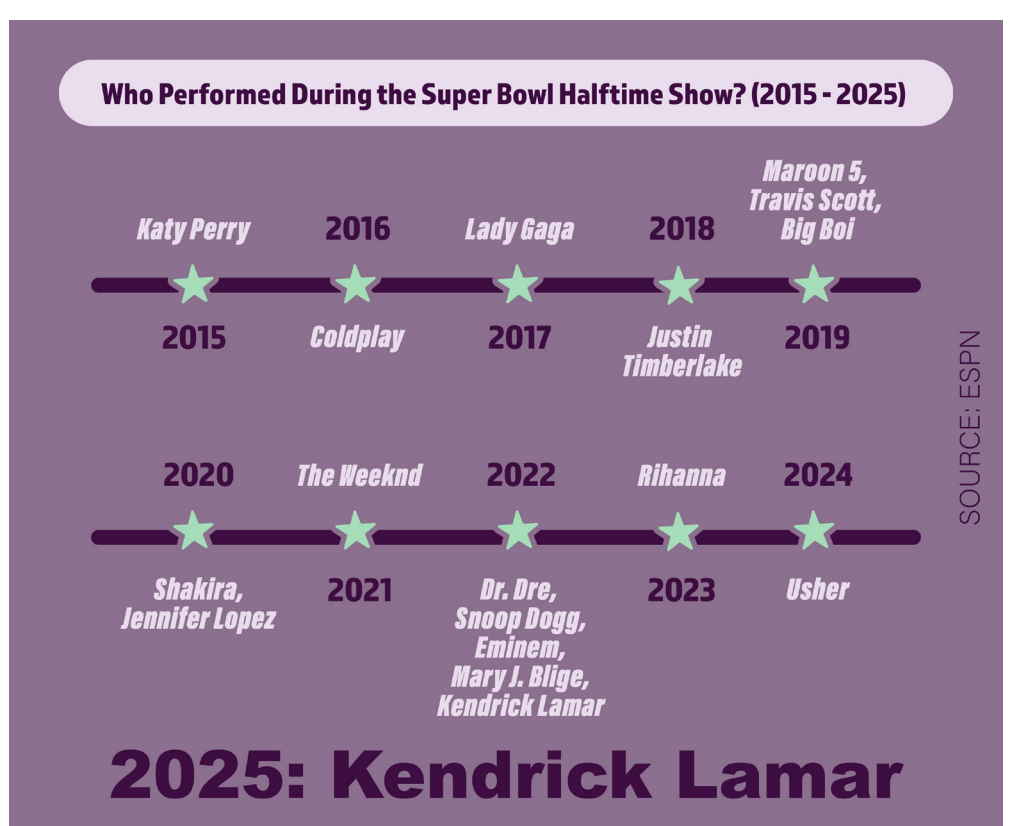 Who Performed During the Super Bowl Halftime Show? (2015 - 2025)
Katy Perry
2015
2016
Coldplay
Lady Gaga
2017
2018
Justin
Timberlake
Maroon 5,
Travis Scott,
Big Boi
2019
2020
Shakira,
Jennifer Lopez
The Weeknd
2021
2022
Dr. Dre,
Snoop Dogg,
Eminem,
Mary J. Blige,
Kendrick Lamar
Rihanna
2023
2024
Usher
SOURCE: ESPN
2025: Kendrick Lamar